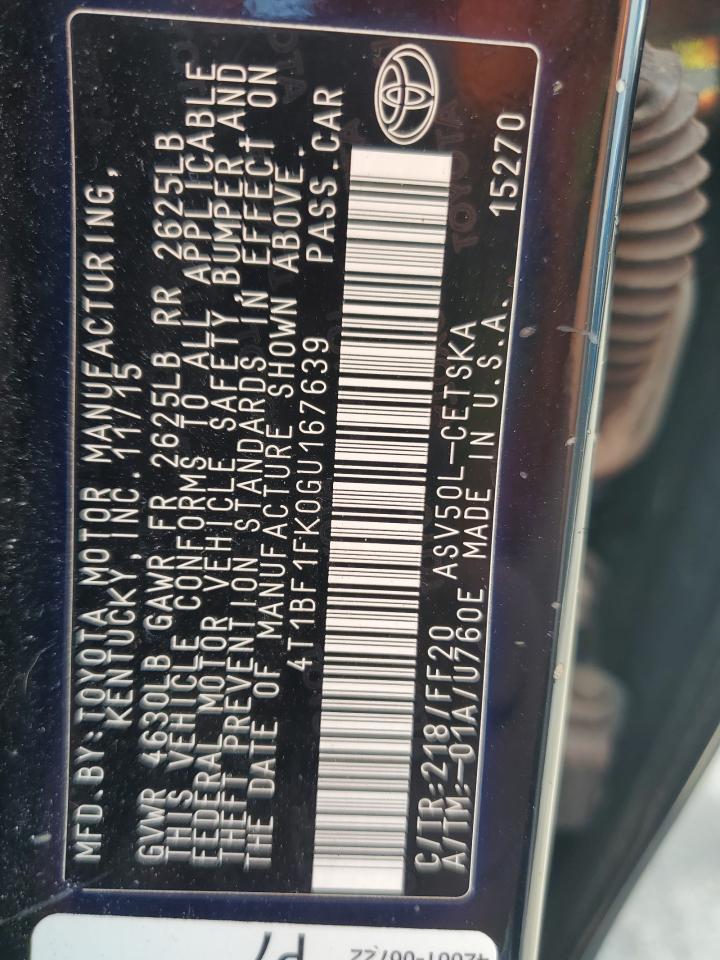 MFD.BY:TOYOTA MOTOR MANUFACTURING,
KENTUCKY,INC.11/15
GVWR 4630LB GAWR FR 2625LB RR 2625LB
THIS VEHICLE CONFORMS TO ALL APPLICABLE
FEDERAL MOTOR VEHICLE SAFETY,BUMPER,AND
THEFT PREVENTION STANDARDS IN EFFECT ON
THE DATE OF MANUFACTURE SHOWN ABOVE.
4T1BF1FK0GU167639 PASS.CAR
C/TR:218/FF20 ASV50L-CETSKA 15270
A/TM:-01A/U760E MADE IN U.S.A.